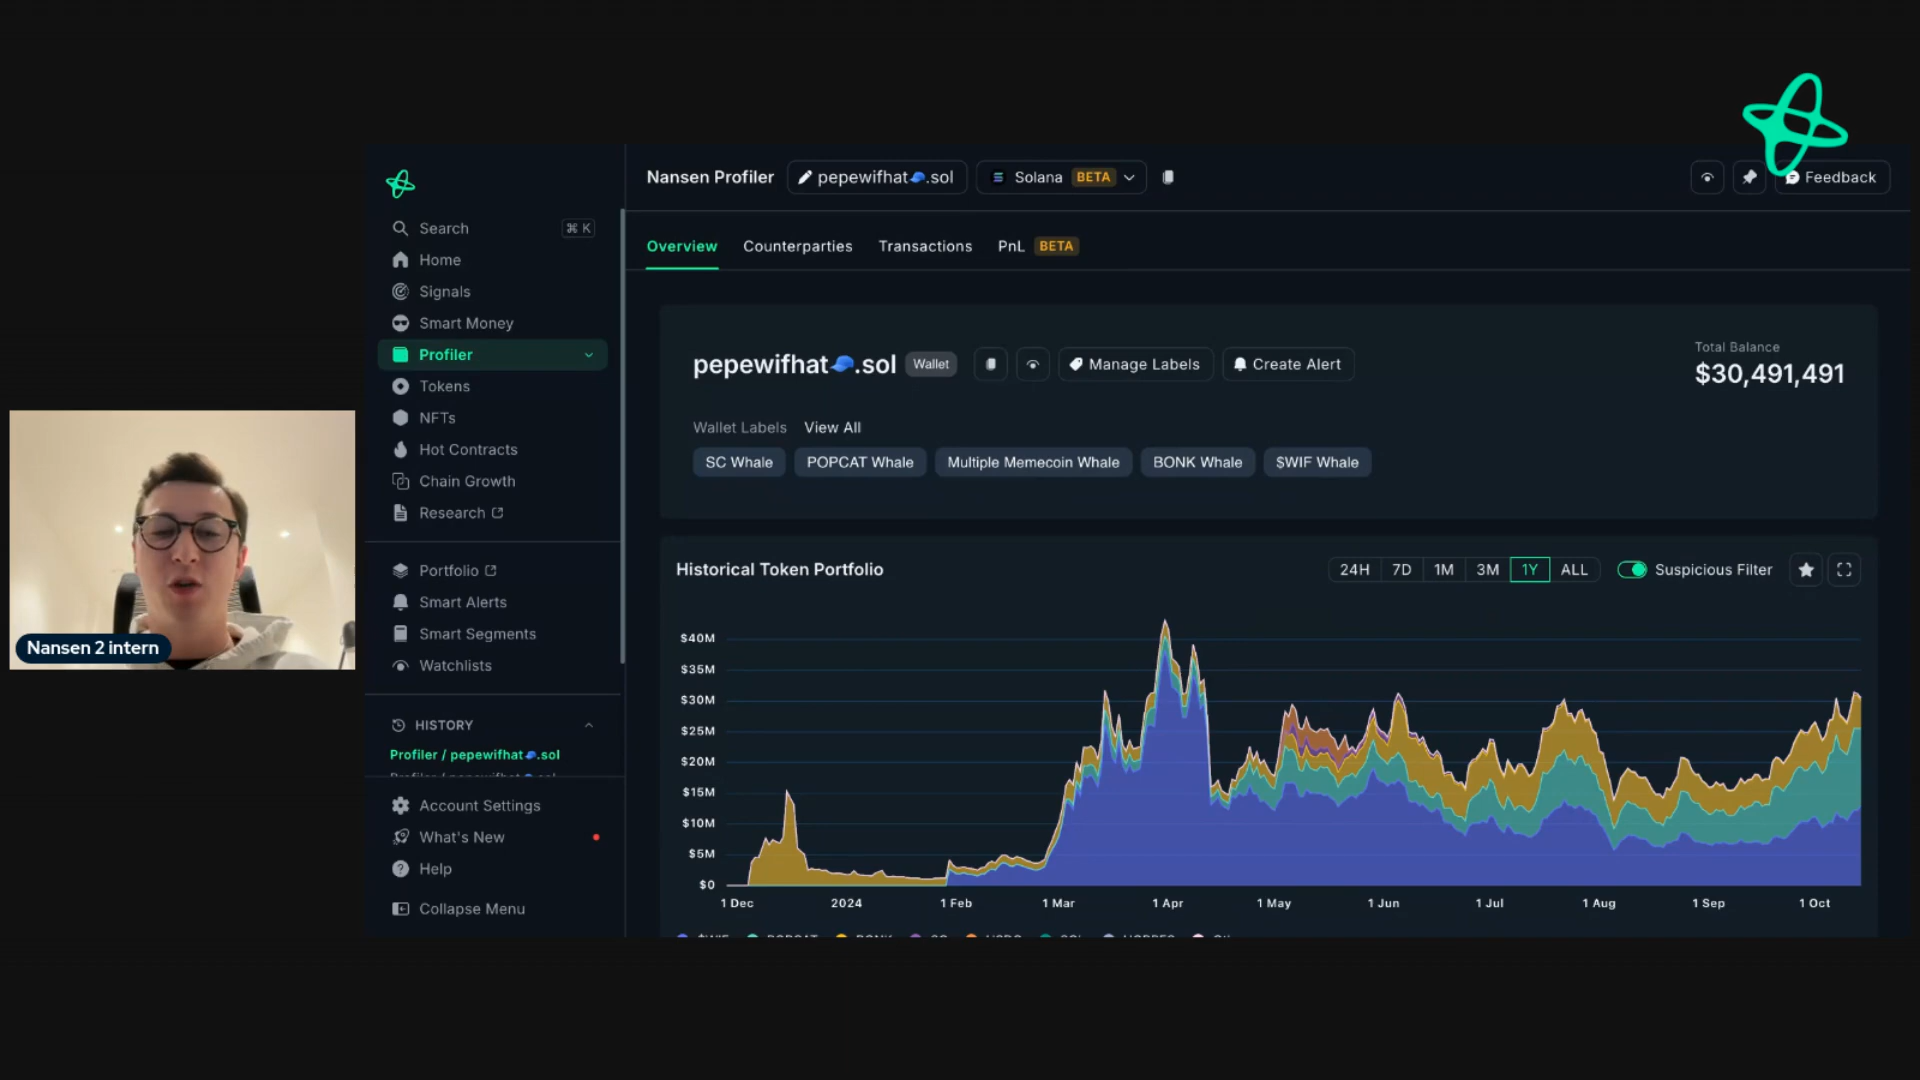 Nansen Profiler
pepewifhat🧢.sol
Solana BETA
Feedback
Search ⌘ K
Home
Signals
Smart Money
Profiler
Tokens
NFTs
Hot Contracts
Chain Growth
Research
Portfolio
Smart Alerts
Smart Segments
Watchlists
HISTORY
Profiler / pepewifhat🧢.sol
Account Settings
What's New
Help
Collapse Menu
Overview Counterparties Transactions PnL BETA
pepewifhat🧢.sol Wallet Manage Labels Create Alert
Total Balance
$30,491,491
Wallet Labels View All
SC Whale POPCAT Whale Multiple Memecoin Whale BONK Whale $WIF Whale
Historical Token Portfolio
24H 7D 1M 3M 1Y ALL Suspicious Filter
$40M
$35M
$30M
$25M
$20M
$15M
$10M
$5M
$0
1 Dec 2024 1 Feb 1 Mar 1 Apr 1 May 1 Jun 1 Jul 1 Aug 1 Sep 1 Oct
Nansen 2 intern